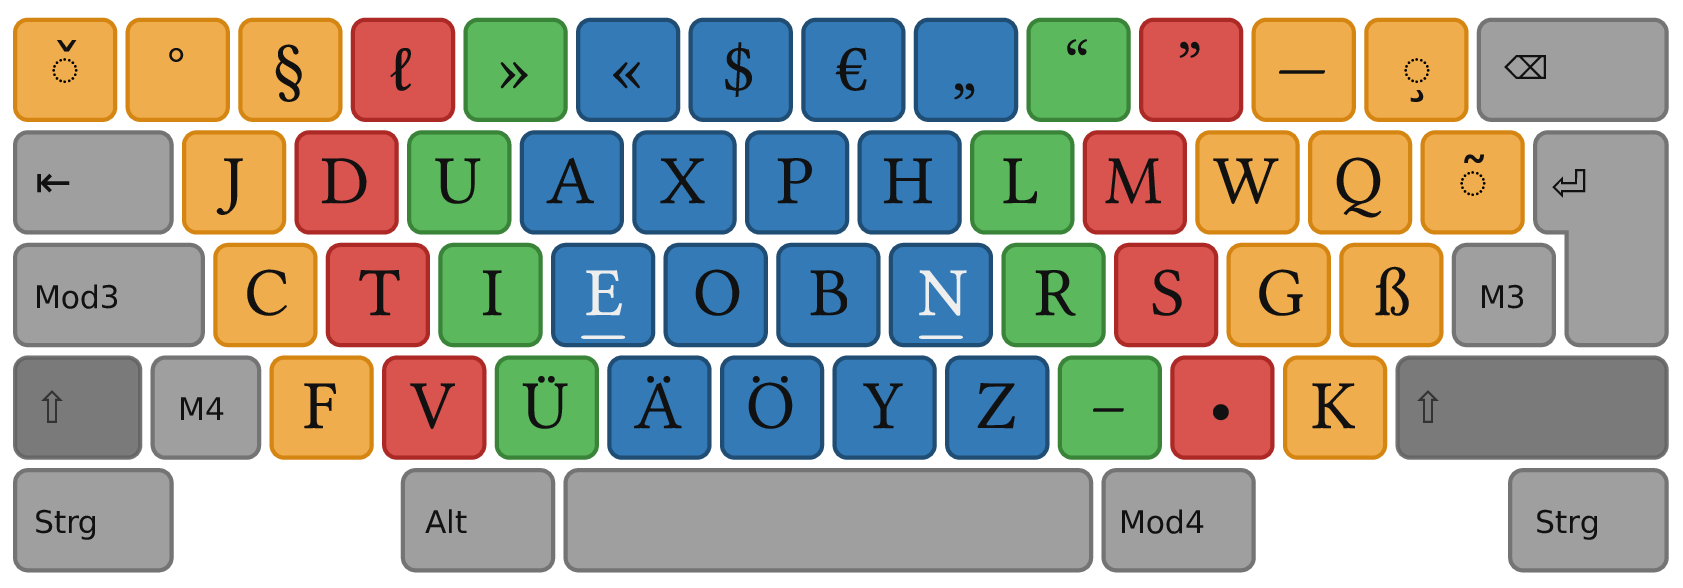 ◌̌ ° § ℓ » « $ € „ “ ” — ◌̧ ⌫
⇤ J D U A X P H L M W Q ◌̃ ⏎
Mod3 C T I E O B N R S G ß M3
⇧ M4 F V Ü Ä Ö Y Z – • K ⇧
Strg Alt Mod4 Strg